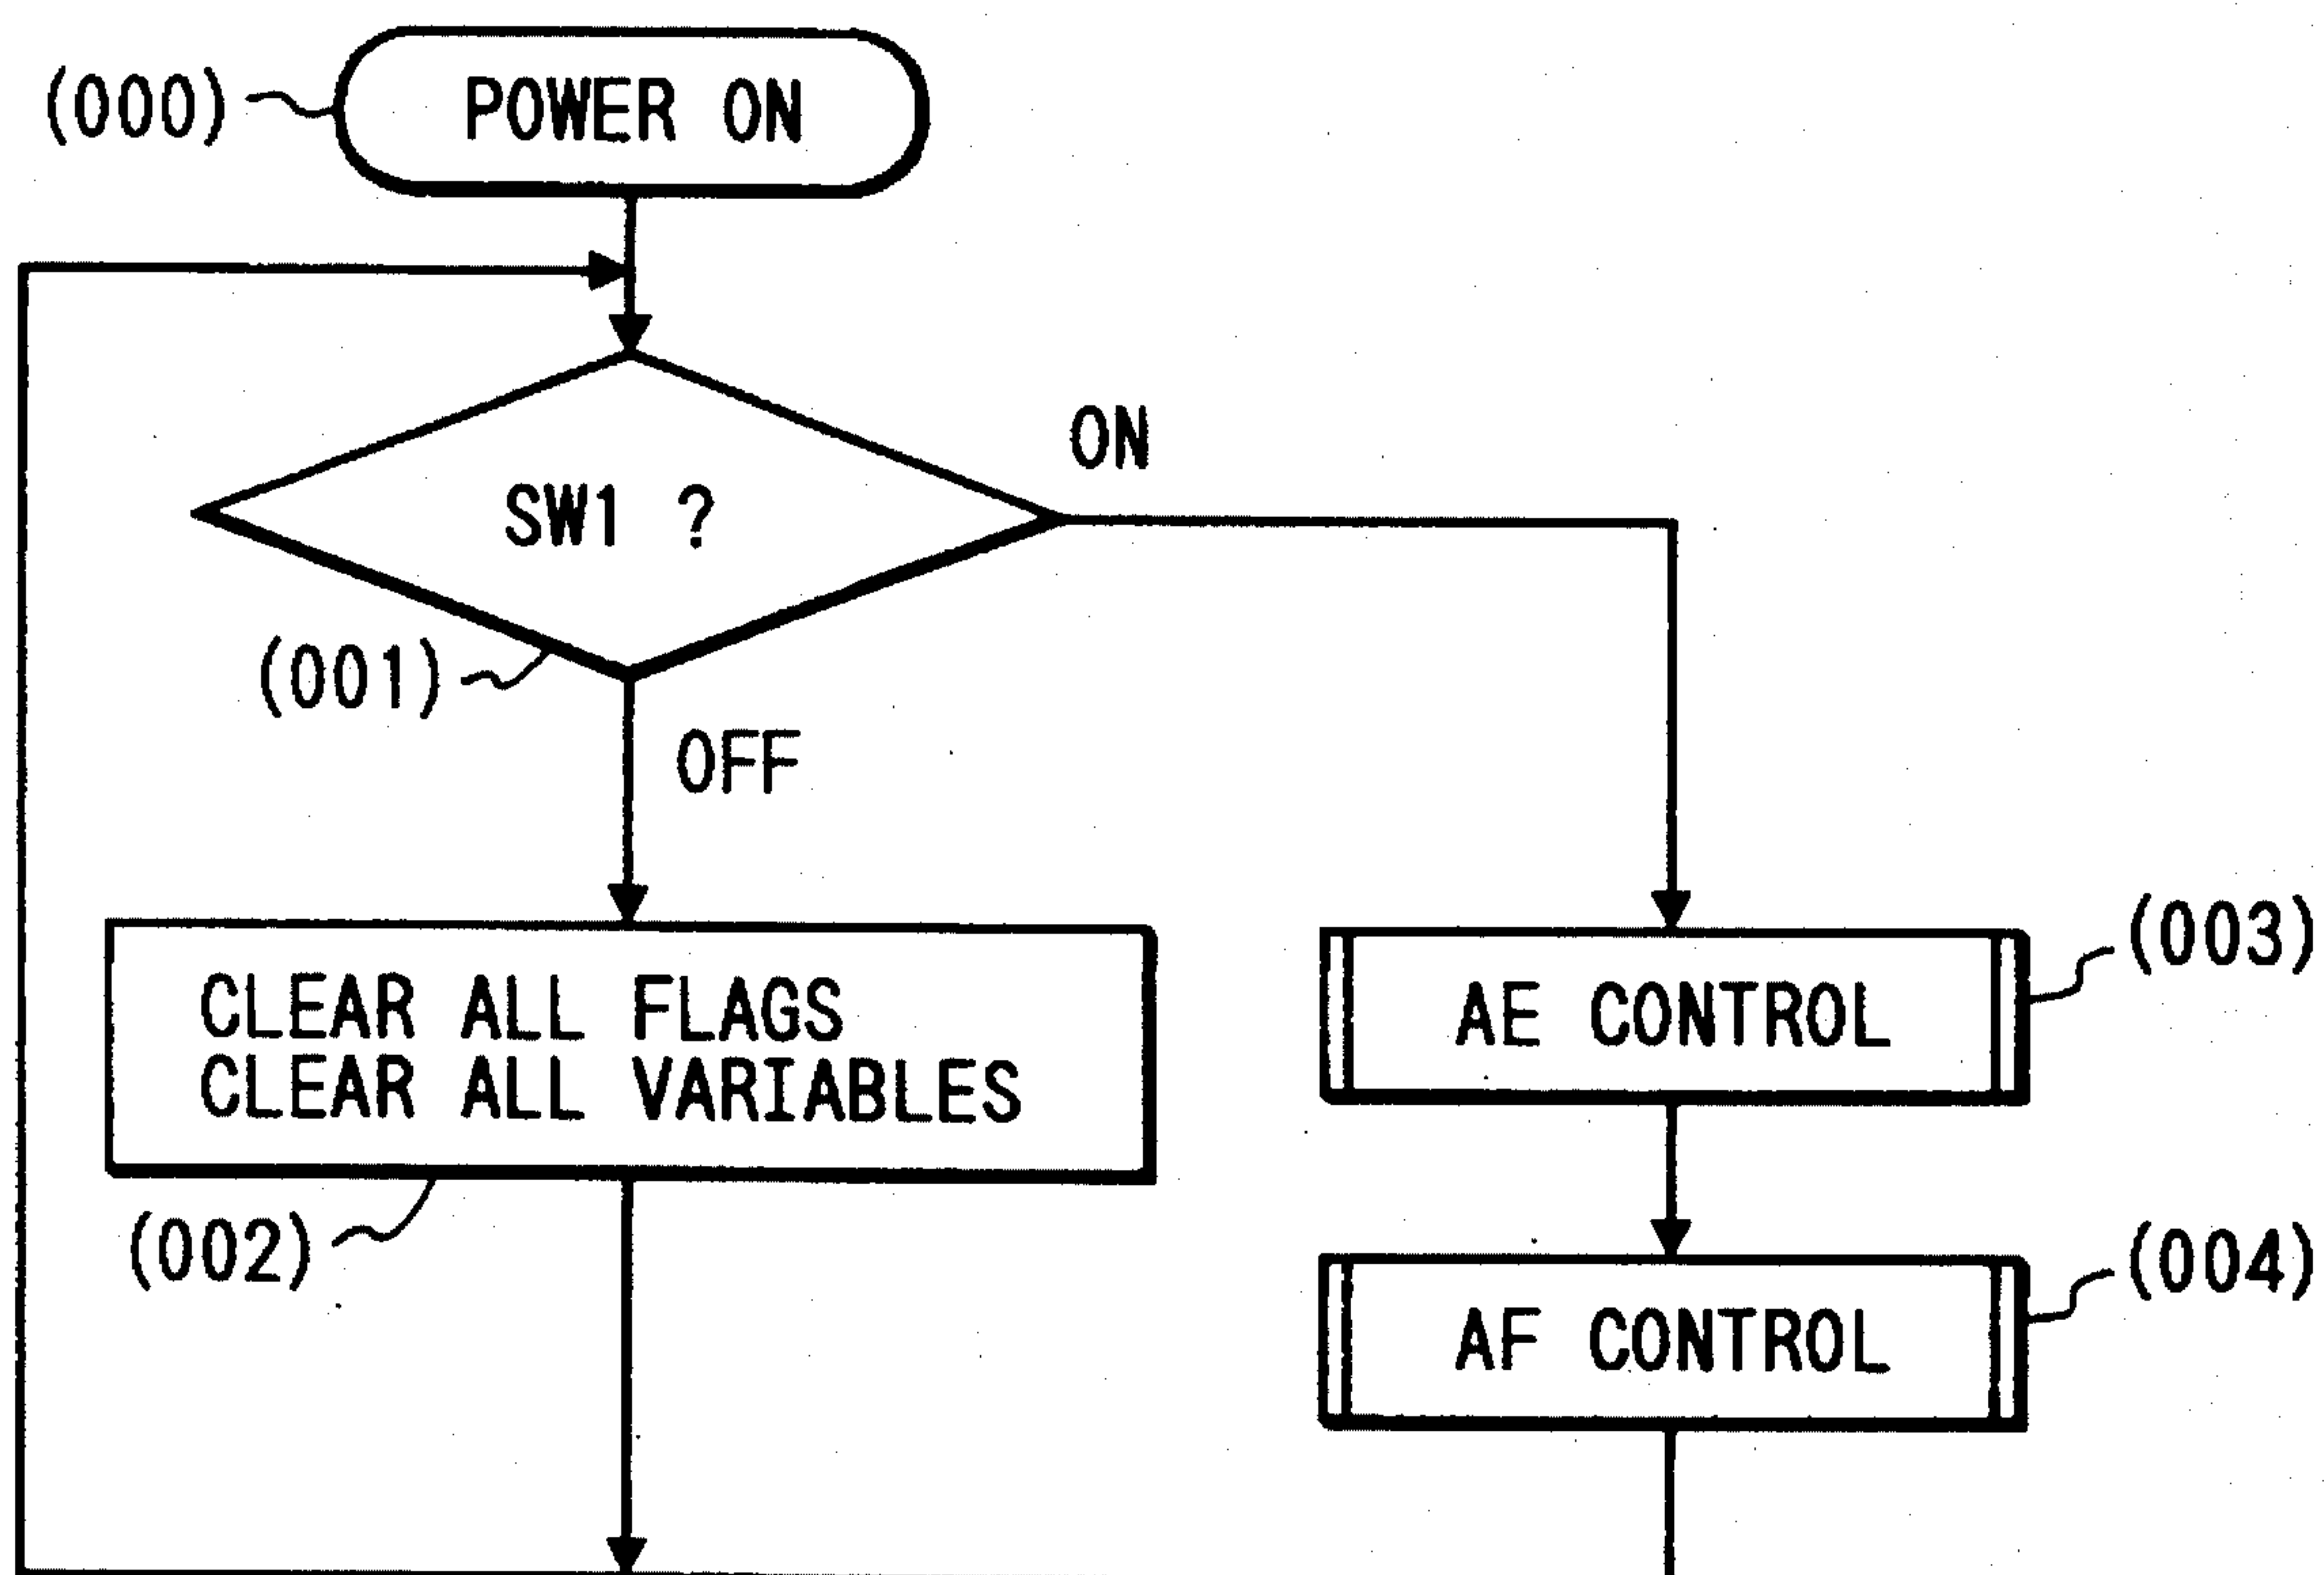 (000)
POWER ON
ON
SW1 ?
(001)
OFF
CLEAR ALL FLAGS
CLEAR ALL VARIABLES
(002)
(003)
AE CONTROL
(004)
AF CONTROL